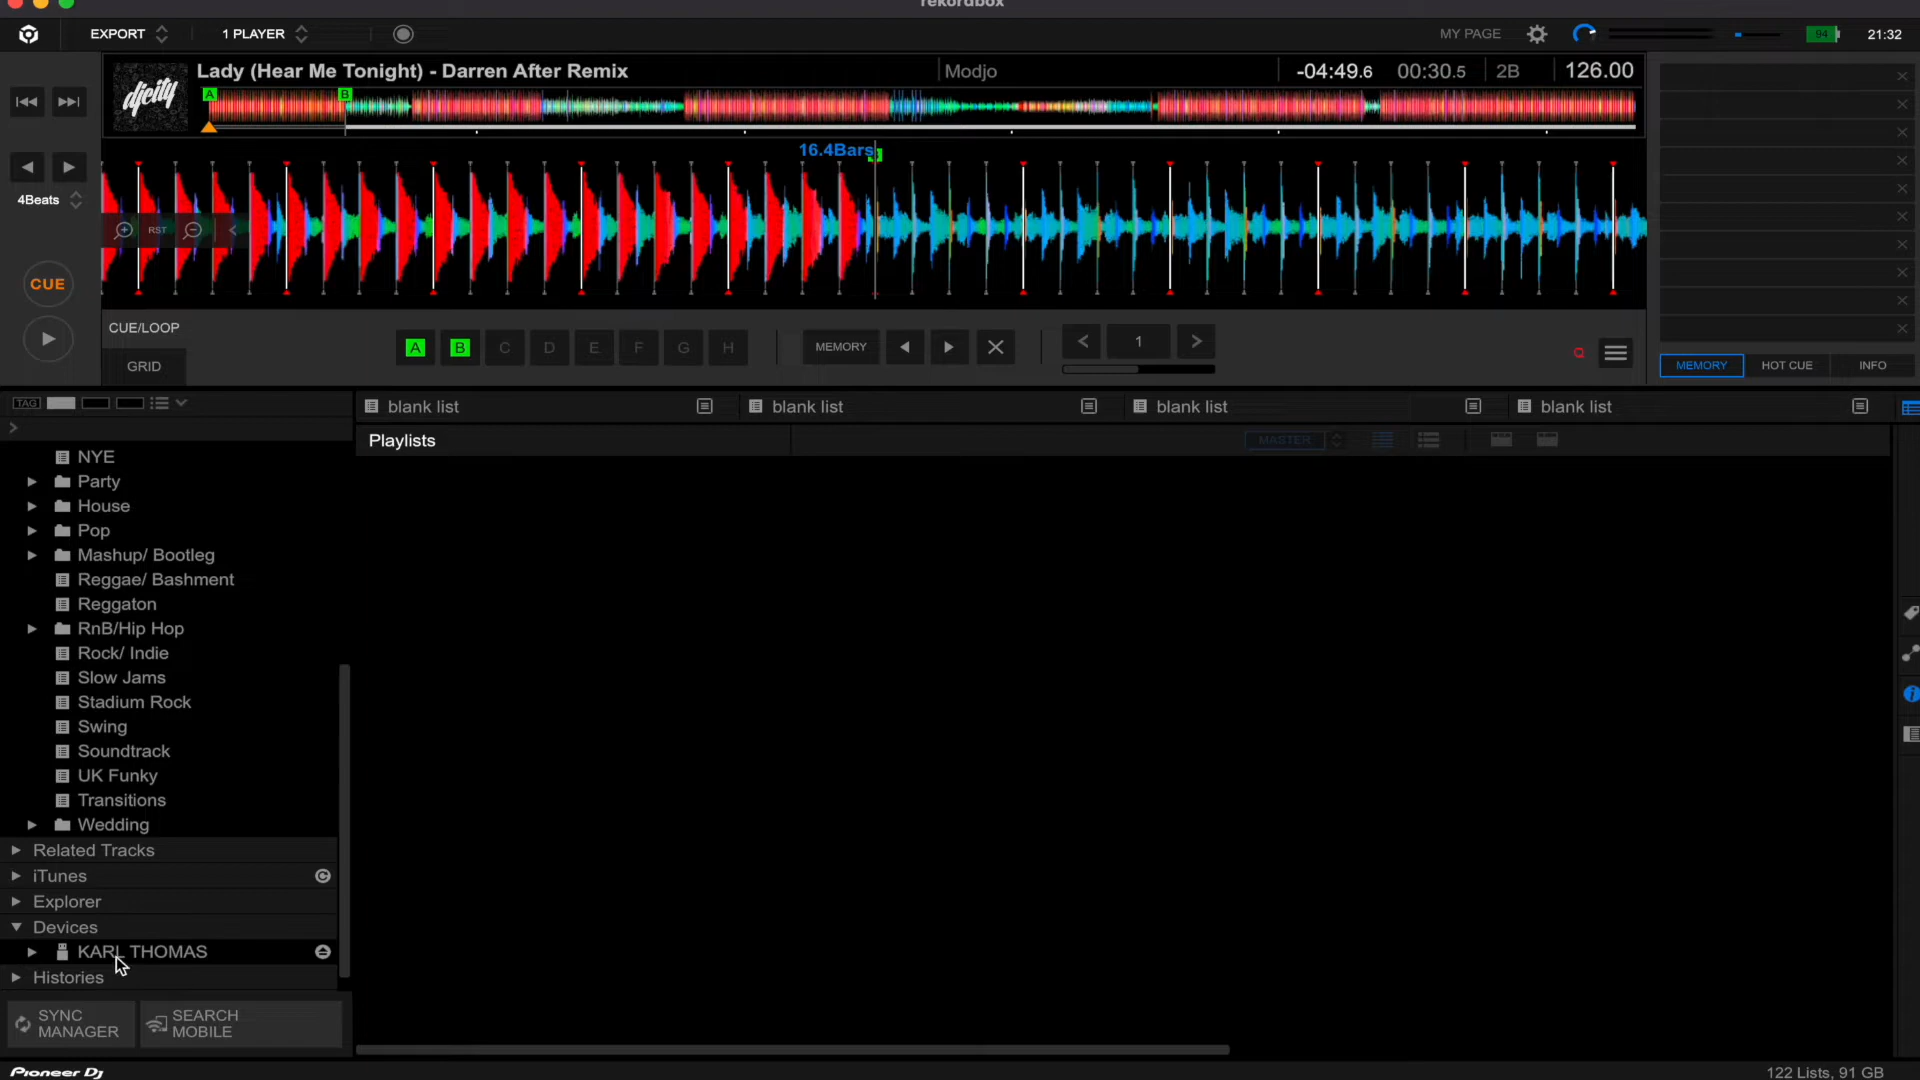 rekordbox
EXPORT
1 PLAYER
MY PAGE
94
21:32
djcity
Lady (Hear Me Tonight) - Darren After Remix
Modjo
-04:49.6
00:30.5
2B
126.00
A
B
16.4Bars
4Beats
RST
CUE
CUE/LOOP
GRID
A B C D E F G H
MEMORY
1
Q
MEMORY
HOT CUE
INFO
TAG
blank list
blank list
blank list
blank list
Playlists
MASTER
NYE
Party
House
Pop
Mashup/ Bootleg
Reggae/ Bashment
Reggaton
RnB/Hip Hop
Rock/ Indie
Slow Jams
Stadium Rock
Swing
Soundtrack
UK Funky
Transitions
Wedding
Related Tracks
iTunes
Explorer
Devices
KARL THOMAS
Histories
SYNC
MANAGER
SEARCH
MOBILE
Pioneer Dj
122 Lists, 91 GB